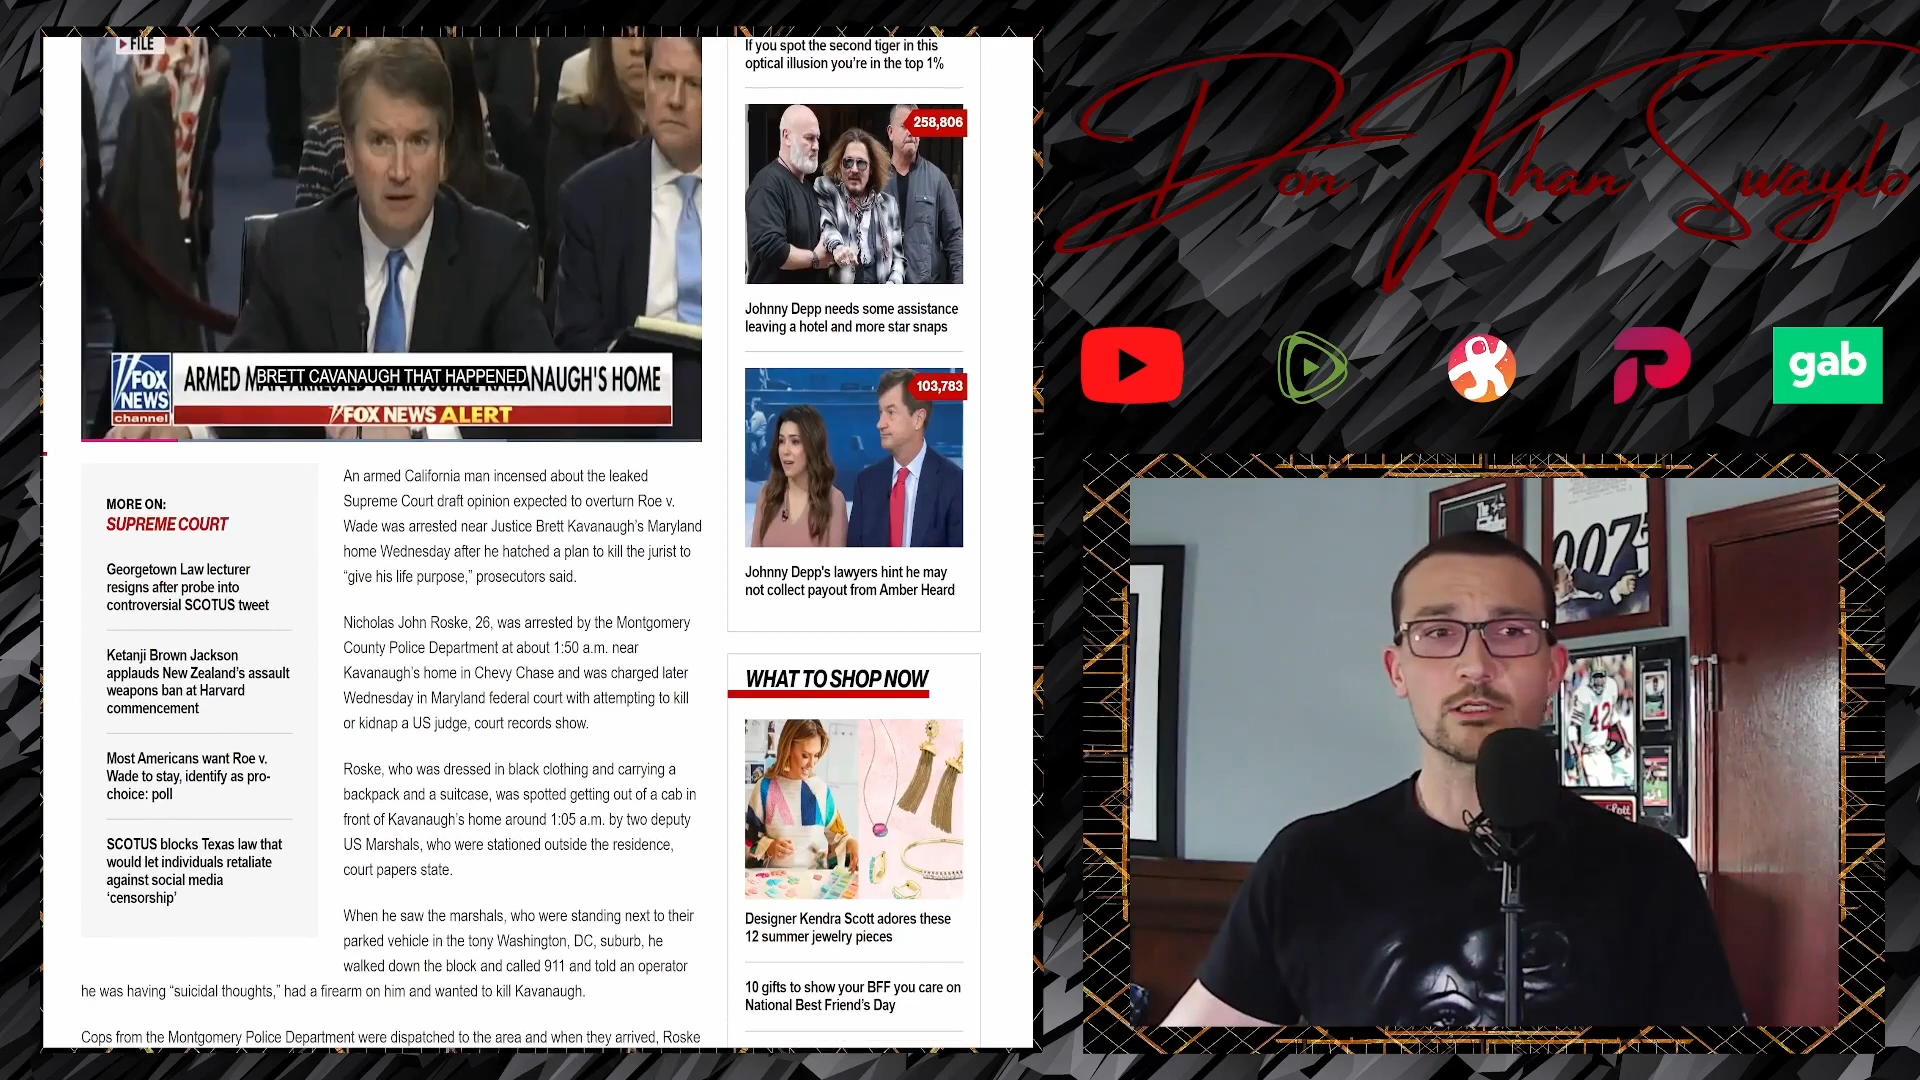 FILE
FOX
NEWS
channel
ARMED
BRETT CAVANAUGH THAT HAPPENED
NAUGH'S HOME
FOX NEWS ALERT
MORE ON:
SUPREME COURT
Georgetown Law lecturer
resigns after probe into
controversial SCOTUS tweet
Ketanji Brown Jackson
applauds New Zealand's assault
weapons ban at Harvard
commencement
Most Americans want Roe v.
Wade to stay, identify as pro-
choice: poll
SCOTUS blocks Texas law that
would let individuals retaliate
against social media
‘censorship’
An armed California man incensed about the leaked
Supreme Court draft opinion expected to overturn Roe v.
Wade was arrested near Justice Brett Kavanaugh’s Maryland
home Wednesday after he hatched a plan to kill the jurist to
“give his life purpose,” prosecutors said.
Nicholas John Roske, 26, was arrested by the Montgomery
County Police Department at about 1:50 a.m. near
Kavanaugh’s home in Chevy Chase and was charged later
Wednesday in Maryland federal court with attempting to kill
or kidnap a US judge, court records show.
Roske, who was dressed in black clothing and carrying a
backpack and a suitcase, was spotted getting out of a cab in
front of Kavanaugh’s home around 1:05 a.m. by two deputy
US Marshals, who were stationed outside the residence,
court papers state.
When he saw the marshals, who were standing next to their
parked vehicle in the tony Washington, DC, suburb, he
walked down the block and called 911 and told an operator
he was having “suicidal thoughts,” had a firearm on him and wanted to kill Kavanaugh.
Cops from the Montgomery Police Department were dispatched to the area and when they arrived, Roske
If you spot the second tiger in this
optical illusion you’re in the top 1%
258,806
Johnny Depp needs some assistance
leaving a hotel and more star snaps
103,783
Johnny Depp's lawyers hint he may
not collect payout from Amber Heard
WHAT TO SHOP NOW
Designer Kendra Scott adores these
12 summer jewelry pieces
10 gifts to show your BFF you care on
National Best Friend’s Day
Don Khan Swaylo
gab
007
42